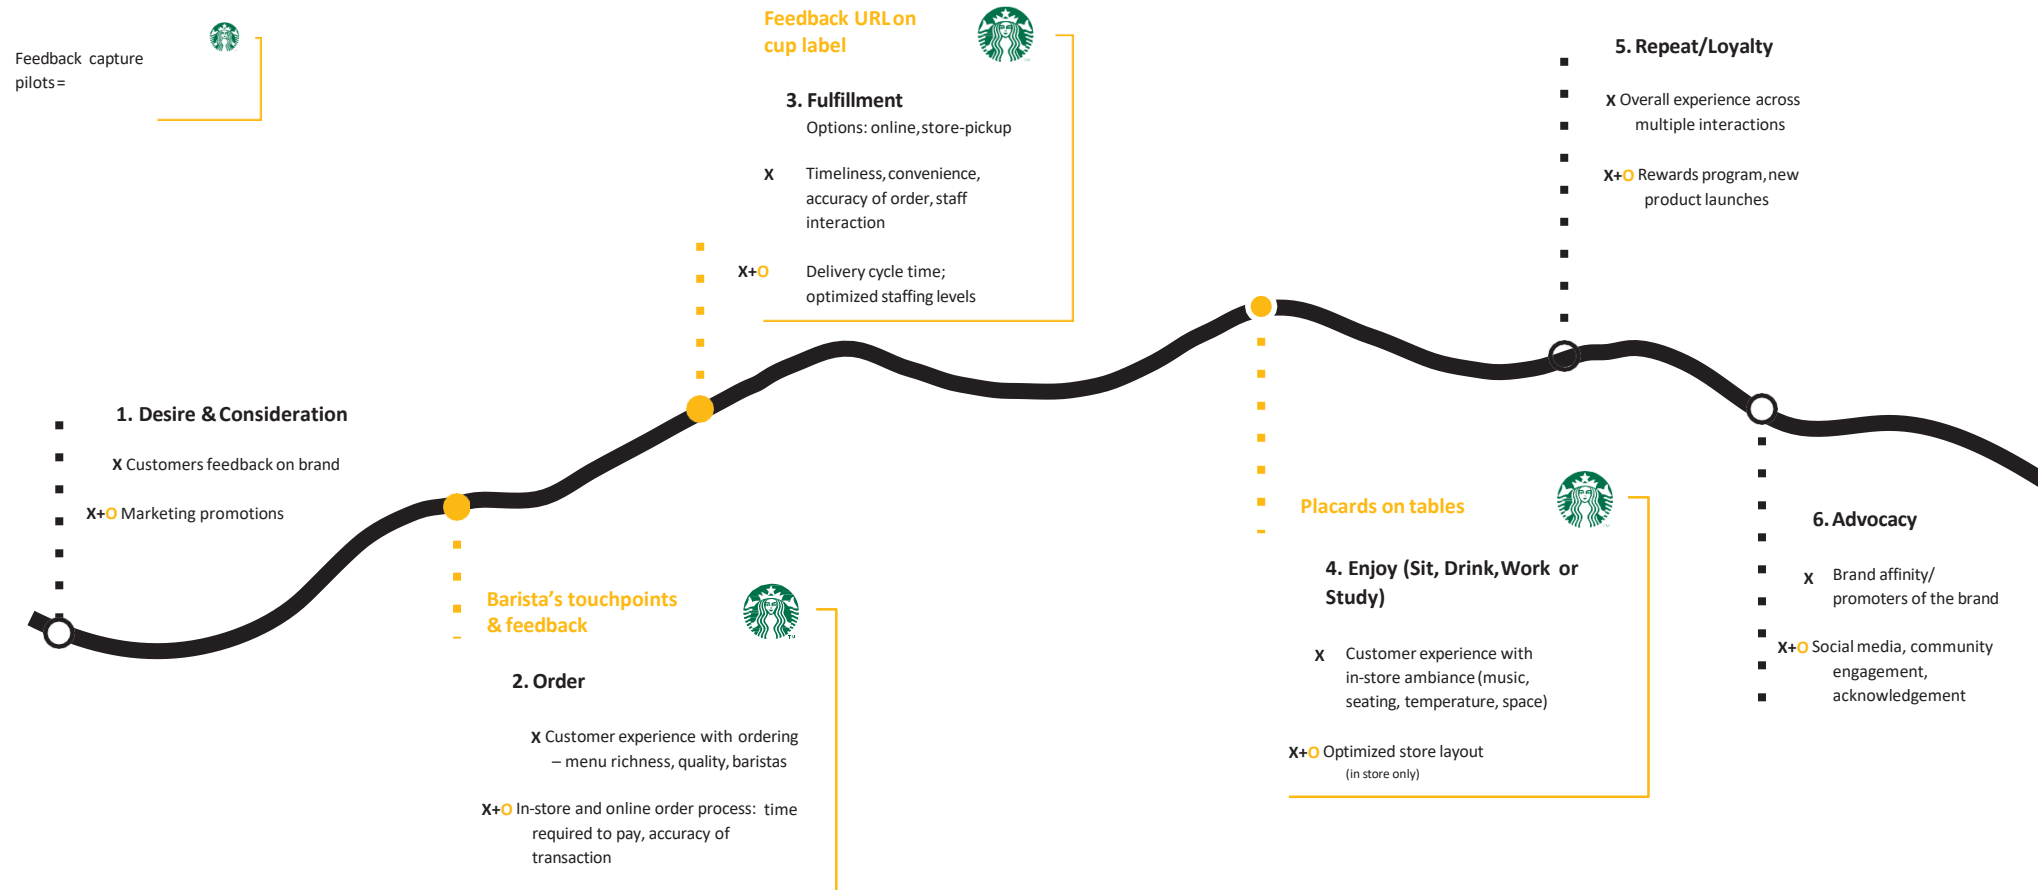 Feedback capture
pilots=
Feedback URL on
cup label
3. Fulfillment
Options: online, store-pickup
X Timeliness, convenience,
accuracy of order, staff
interaction
X+O Delivery cycle time;
optimized staffing levels
5. Repeat/Loyalty
X Overall experience across
multiple interactions
X+O Rewards program, new
product launches
1. Desire & Consideration
X Customers feedback on brand
X+O Marketing promotions
Barista's touchpoints
& feedback
TM
2. Order
X Customer experience with ordering
– menu richness, quality, baristas
X+O In-store and online order process: time
required to pay, accuracy of
transaction
Placards on tables
4. Enjoy (Sit, Drink, Work or
Study)
X Customer experience with
in-store ambiance (music,
seating, temperature, space)
X+O Optimized store layout
(in store only)
6. Advocacy
X Brand affinity/
promoters of the brand
X+O Social media, community
engagement,
acknowledgement